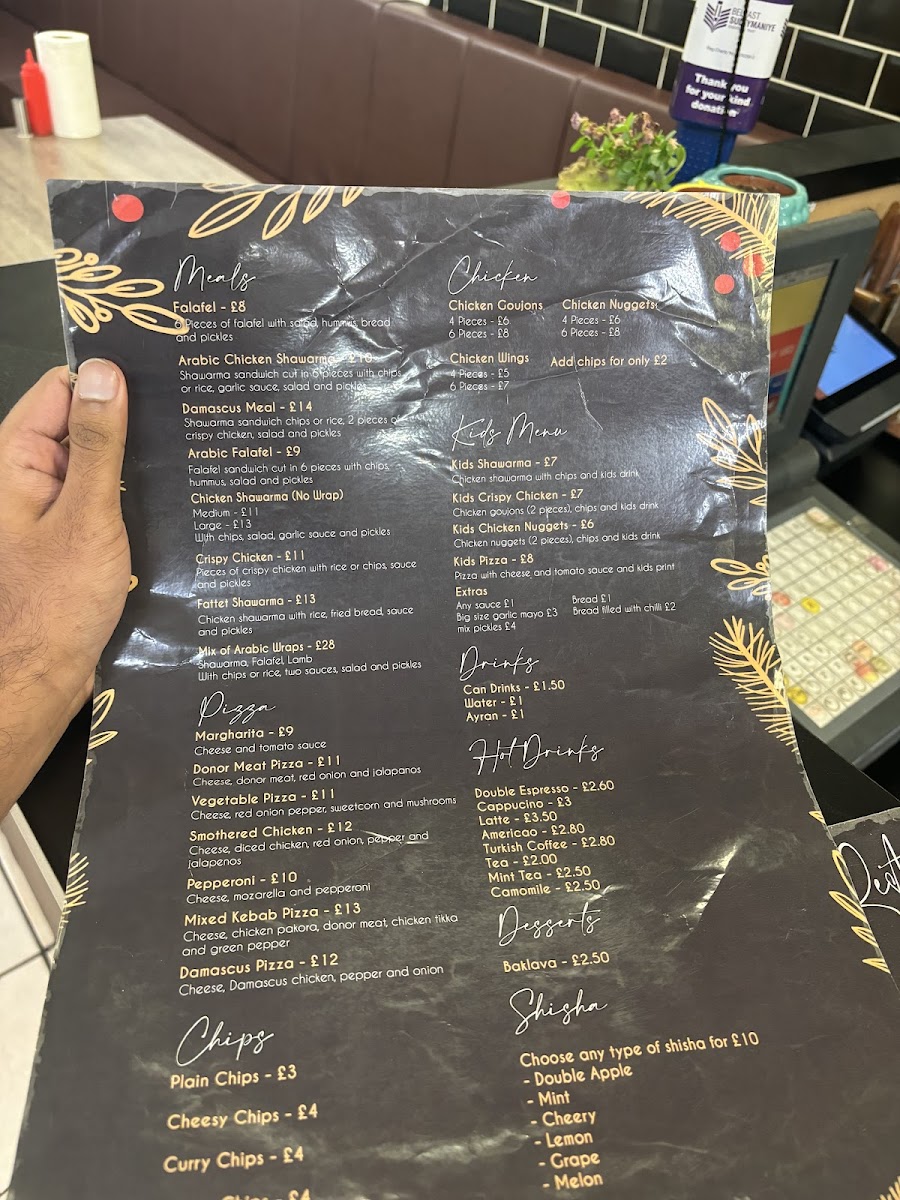 BELFAST
SULAYMANIYE
Thank you
for your kind
donation
Meals
Falafel - £8
6 Pieces of falafel with salad, hummus, bread
and pickles
Arabic Chicken Shawarma - £10
Shawarma sandwich cut in 6 pieces with chips
or rice, garlic sauce, salad and pickles
Damascus Meal - £14
Shawarma sandwich chips or rice, 2 pieces of
crispy chicken, salad and pickles
Arabic Falafel - £9
Falafel sandwich cut in 6 pieces with chips,
hummus, salad and pickles
Chicken Shawarma (No Wrap)
Medium - £11
Large - £13
With chips, salad, garlic sauce and pickles
Crispy Chicken - £11
Pieces of crispy chicken with rice or chips, sauce
and pickles
Fattet Shawarma - £13
Chicken shawarma with rice, fried bread, sauce
and pickles
Mix of Arabic Wraps - £28
Shawarma, Falafel, Lamb
With chips or rice, two sauces, salad and pickles
Pizza
Margharita - £9
Cheese and tomato sauce
Donor Meat Pizza - £11
Cheese, donor meat, red onion and jalapanos
Vegetable Pizza - £11
Cheese, red onion pepper, sweetcorn and mushrooms
Smothered Chicken - £12
Cheese, diced chicken, red onion, pepper and
jalapenos
Pepperoni - £10
Cheese, mozarella and pepperoni
Mixed Kebab Pizza - £13
Cheese, chicken pakora, donor meat, chicken tikka
and green pepper
Damascus Pizza - £12
Cheese, Damascus chicken, pepper and onion
Chips
Plain Chips - £3
Cheesy Chips - £4
Curry Chips - £4
Chips - £4
Chicken
Chicken Goujons
4 Pieces - £6
6 Pieces - £8
Chicken Nuggets
4 Pieces - £6
6 Pieces - £8
Chicken Wings
4 Pieces - £5
6 Pieces - £7
Add chips for only £2
Kids Menu
Kids Shawarma - £7
Chicken shawarma with chips and kids drink
Kids Crispy Chicken - £7
Chicken goujons (2 pieces), chips and kids drink
Kids Chicken Nuggets - £6
Chicken nuggets (2 pieces), chips and kids drink
Kids Pizza - £8
Pizza with cheese and tomato sauce and kids print
Extras
Any sauce £1
Big size garlic mayo £3
mix pickles £4
Bread £1
Bread filled with chilli £2
Drinks
Can Drinks - £1.50
Water - £1
Ayran - £1
Hot Drinks
Double Espresso - £2.60
Cappucino - £3
Latte - £3.50
Americao - £2.80
Turkish Coffee - £2.80
Tea - £2.00
Mint Tea - £2.50
Camomile - £2.50
Desserts
Baklava - £2.50
Shisha
Choose any type of shisha for £10
- Double Apple
- Mint
- Cheery
- Lemon
- Grape
- Melon